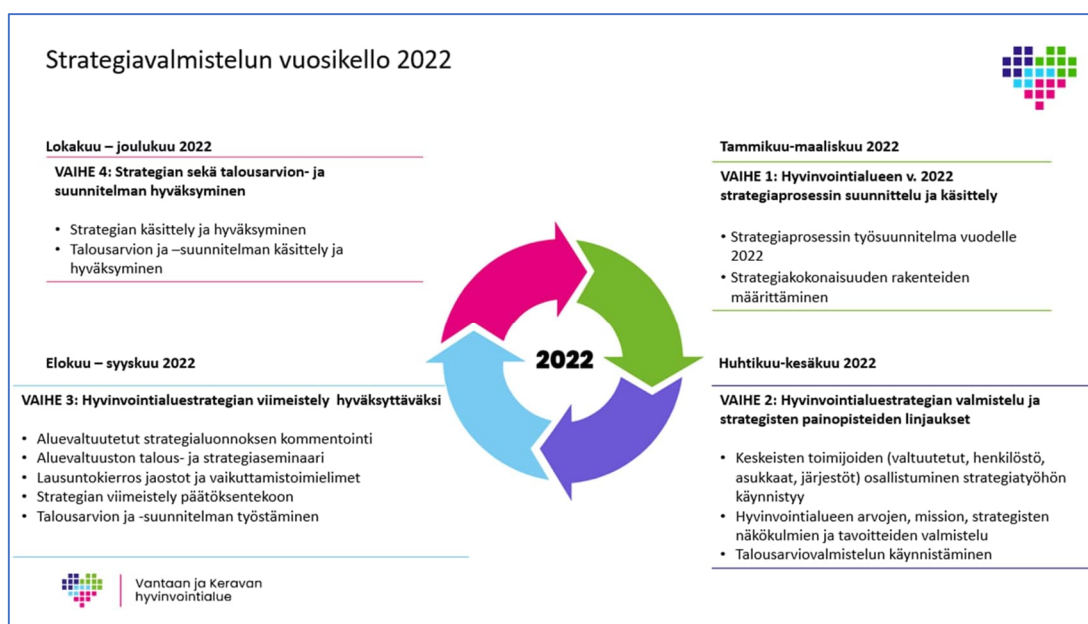 Strategiavalmistelun vuosikello 2022
Lokakuu – joulukuu 2022
VAIHE 4: Strategian sekä talousarvion- ja
suunnitelman hyväksyminen
• Strategian käsittely ja hyväksyminen
• Talousarvion ja –suunnitelman käsittely ja
hyväksyminen
Tammikuu-maaliskuu 2022
VAIHE 1: Hyvinvointialueen v. 2022
strategiaprosessin suunnittelu ja käsittely
• Strategiaprosessin työsuunnitelma vuodelle
2022
• Strategiakokonaisuuden rakenteiden
määrittäminen
2022
Elokuu – syyskuu 2022
VAIHE 3: Hyvinvointialuestrategian viimeistely hyväksyttäväksi
• Aluevaltuutetut strategialuonnoksen kommentointi
• Aluevaltuuston talous- ja strategiaseminaari
• Lausuntokierros jaostot ja vaikuttamistoimielimet
• Strategian viimeistely päätöksentekoon
• Talousarvion ja -suunnitelman työstäminen
Huhtikuu-kesäkuu 2022
VAIHE 2: Hyvinvointialuestrategian valmistelu ja
strategisten painopisteiden linjaukset
• Keskeisten toimijoiden (valtuutetut, henkilöstö,
asukkaat, järjestöt) osallistuminen strategiatyöhön
käynnistyy
• Hyvinvointialueen arvojen, mission, strategisten
näkökulmien ja tavoitteiden valmistelu
• Talousarviovalmistelun käynnistäminen
Vantaan ja Keravan
hyvinvointialue